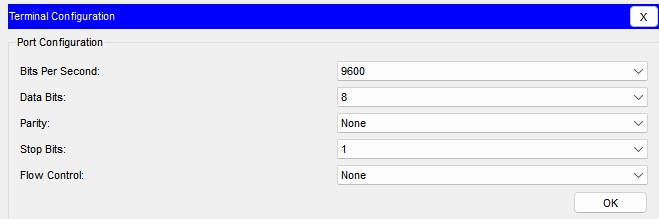 Terminal Configuration X
Port Configuration
Bits Per Second: 9600
Data Bits: 8
Parity: None
Stop Bits: 1
Flow Control: None
OK